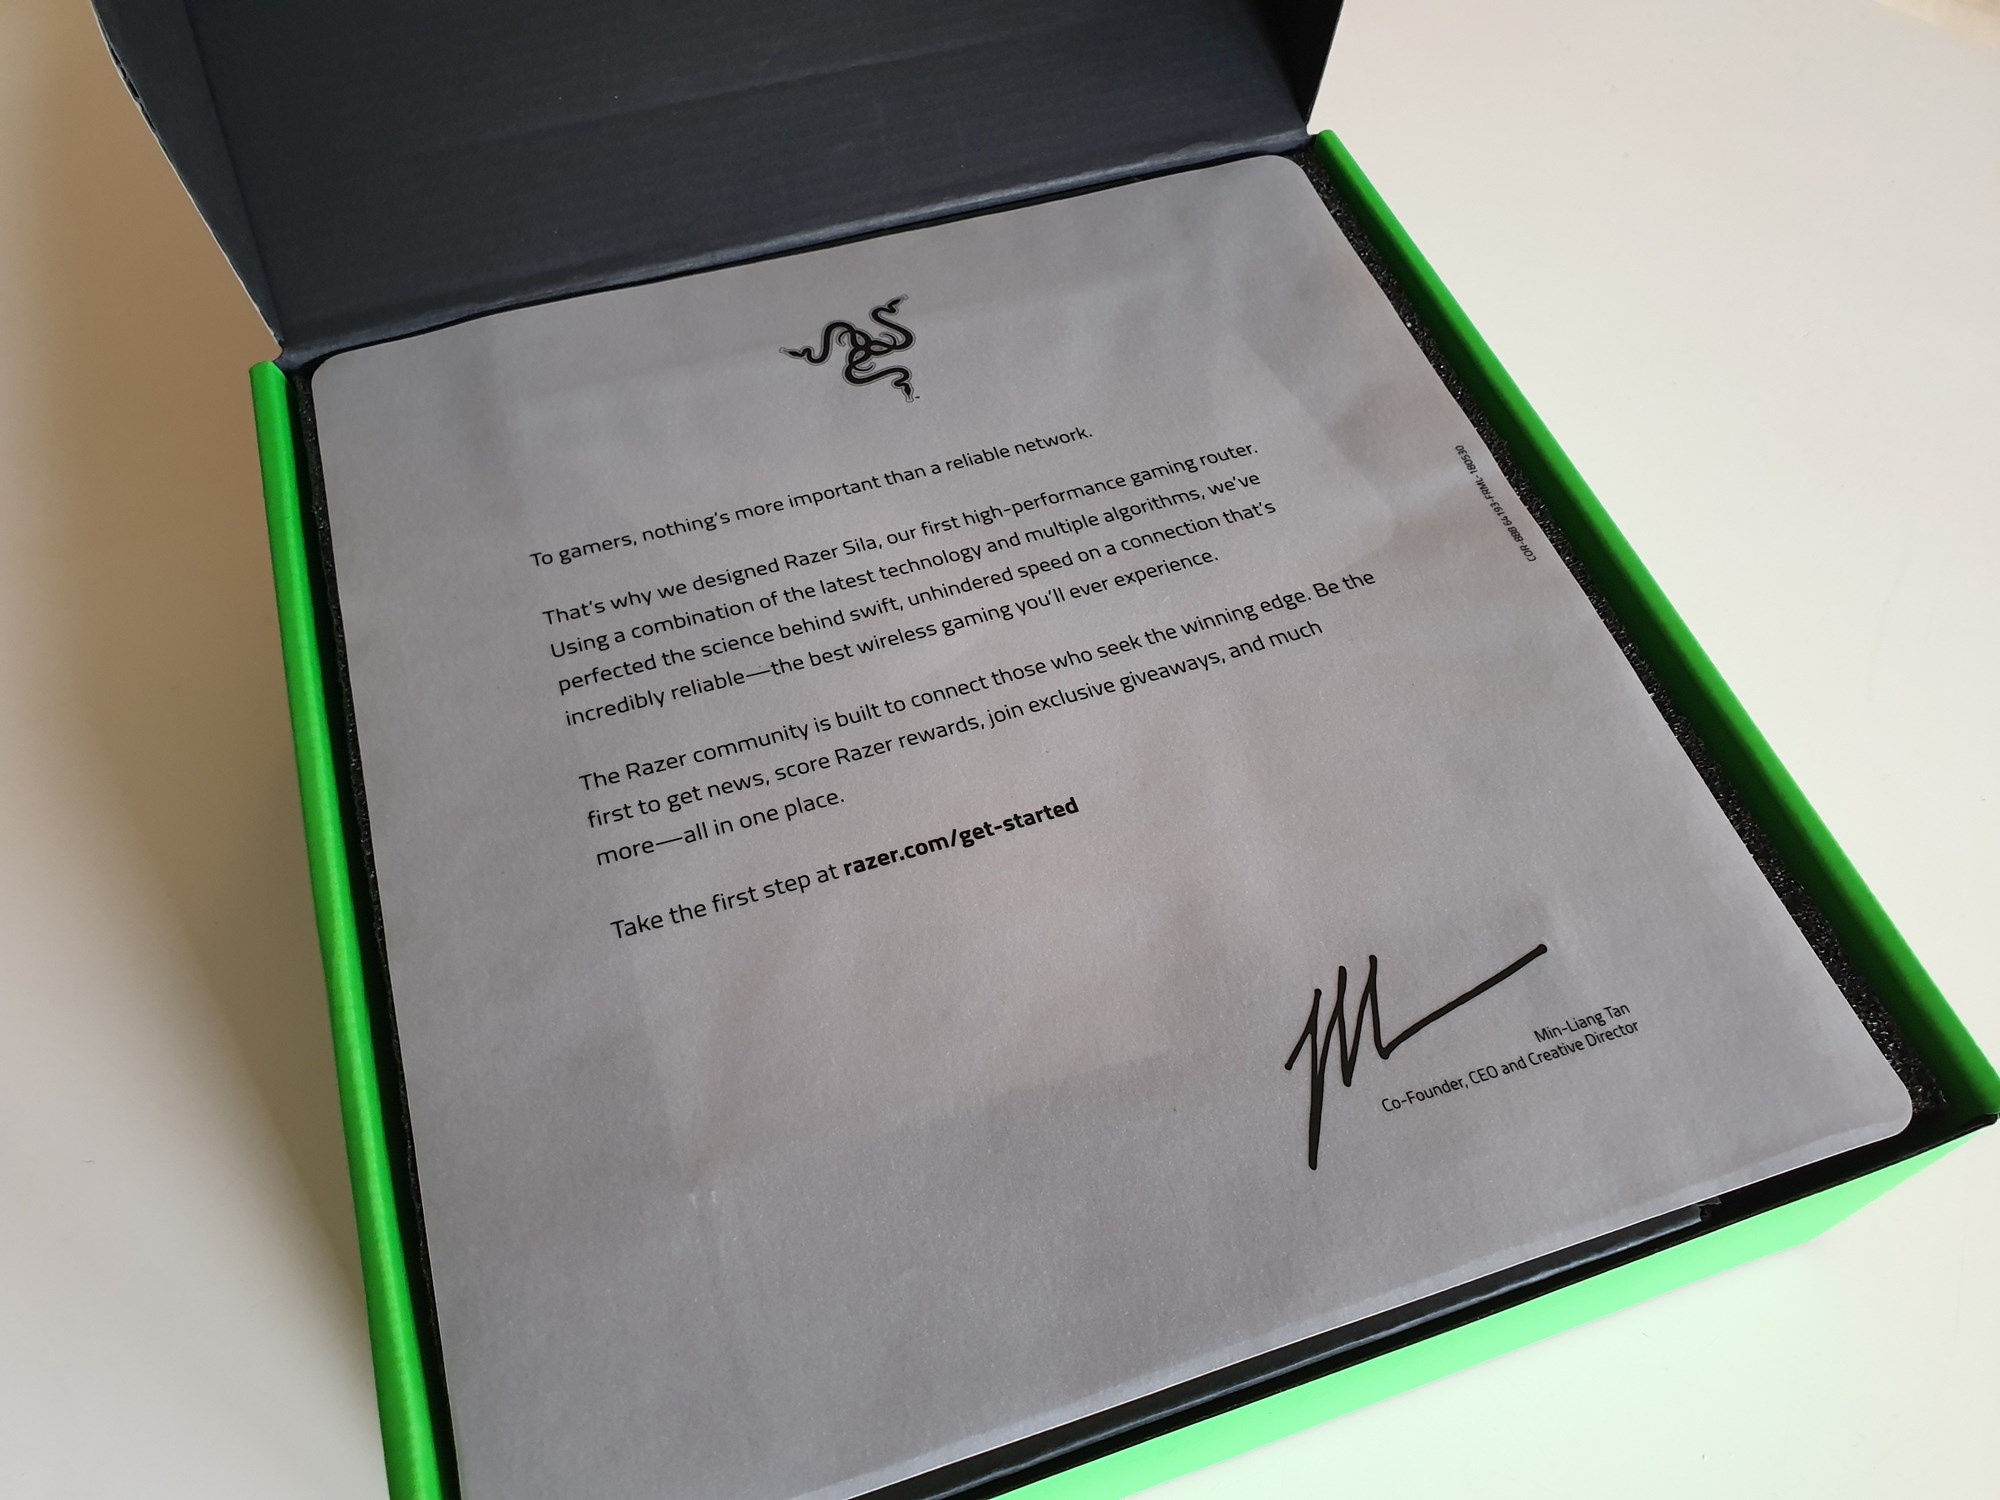 To gamers, nothing's more important than a reliable network.
That's why we designed Razer Sila, our first high-performance gaming router.
Using a combination of the latest technology and multiple algorithms, we've
perfected the science behind swift, unhindered speed on a connection that's
incredibly reliable—the best wireless gaming you'll ever experience.
The Razer community is built to connect those who seek the winning edge. Be the
first to get news, score Razer rewards, join exclusive giveaways, and much
more—all in one place.
Take the first step at razer.com/get-started
Min-Liang Tan
Co-Founder, CEO and Creative Director
COR-888 64193-FRML-180530